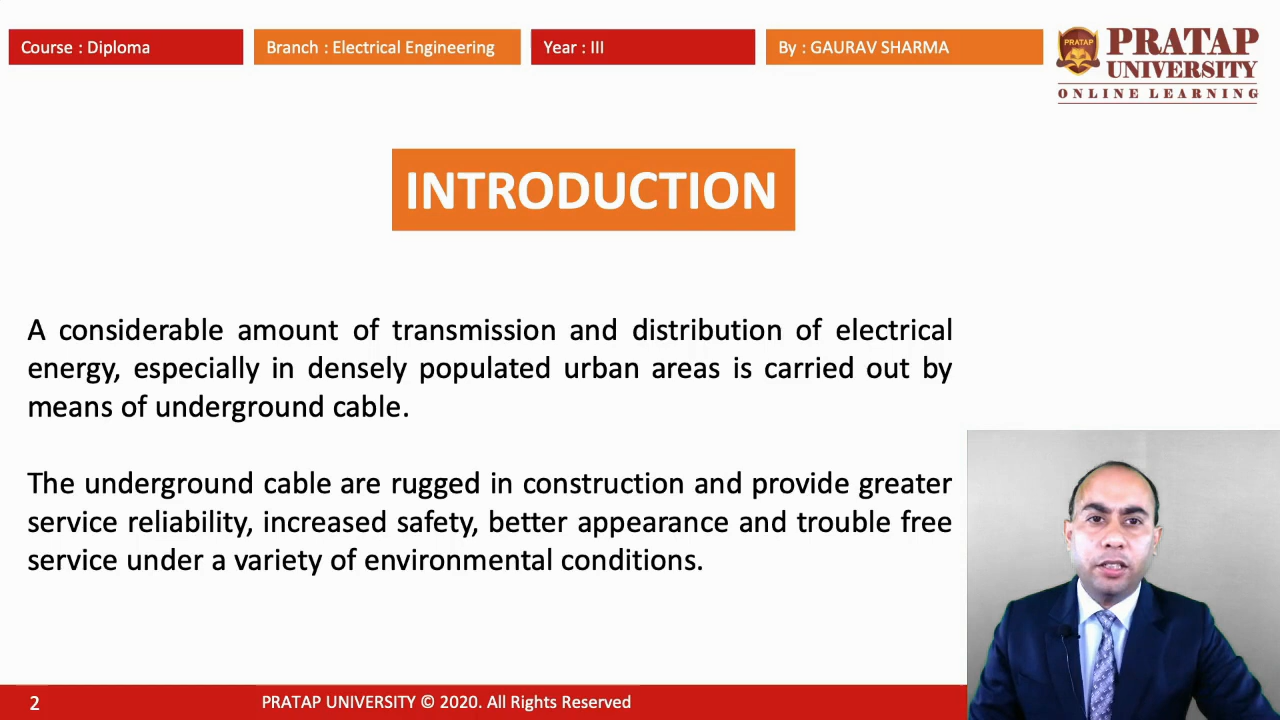 Course : Diploma
Branch : Electrical Engineering
Year : III
By : GAURAV SHARMA
PRATAP
PRATAP
UNIVERSITY
ONLINE LEARNING
INTRODUCTION
A considerable amount of transmission and distribution of electrical
energy, especially in densely populated urban areas is carried out by
means of underground cable.
The underground cable are rugged in construction and provide greater
service reliability, increased safety, better appearance and trouble free
service under a variety of environmental conditions.
2
PRATAP UNIVERSITY © 2020. All Rights Reserved